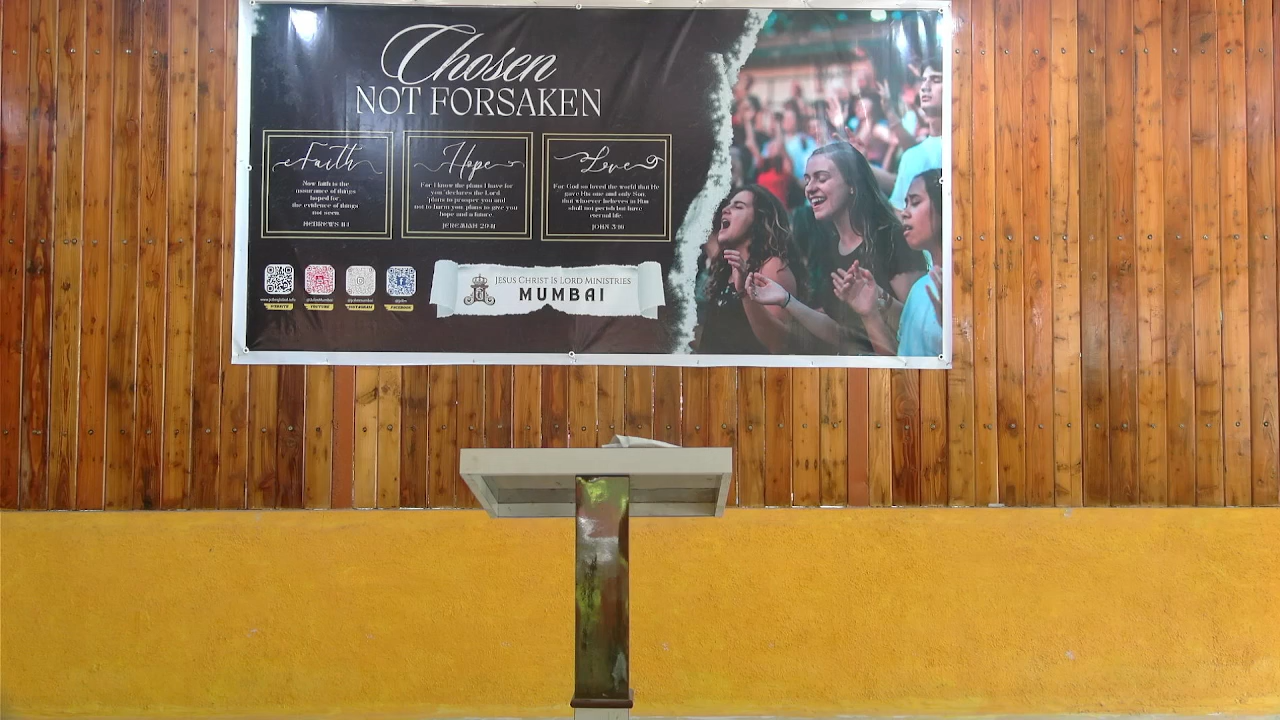 Chosen
NOT FORSAKEN
Faith
Now faith is the
assurance of things
hoped for,
the evidence of things
not seen.
HEBREWS 11:1
Hope
For I know the plans I have for
you 'declares the Lord'
'plans to prosper you and
not to harm you, plans to give you
hope and a future.
JEREMIAH 29:11
Love
For God so loved the world that He
gave His one and only Son,
that whoever believes in Him
shall not perish but have
eternal life.
JOHN 3:16
WEBSITE
YOUTUBE
INSTAGRAM
FACEBOOK
JESUS CHRIST IS LORD MINISTRIES
MUMBAI